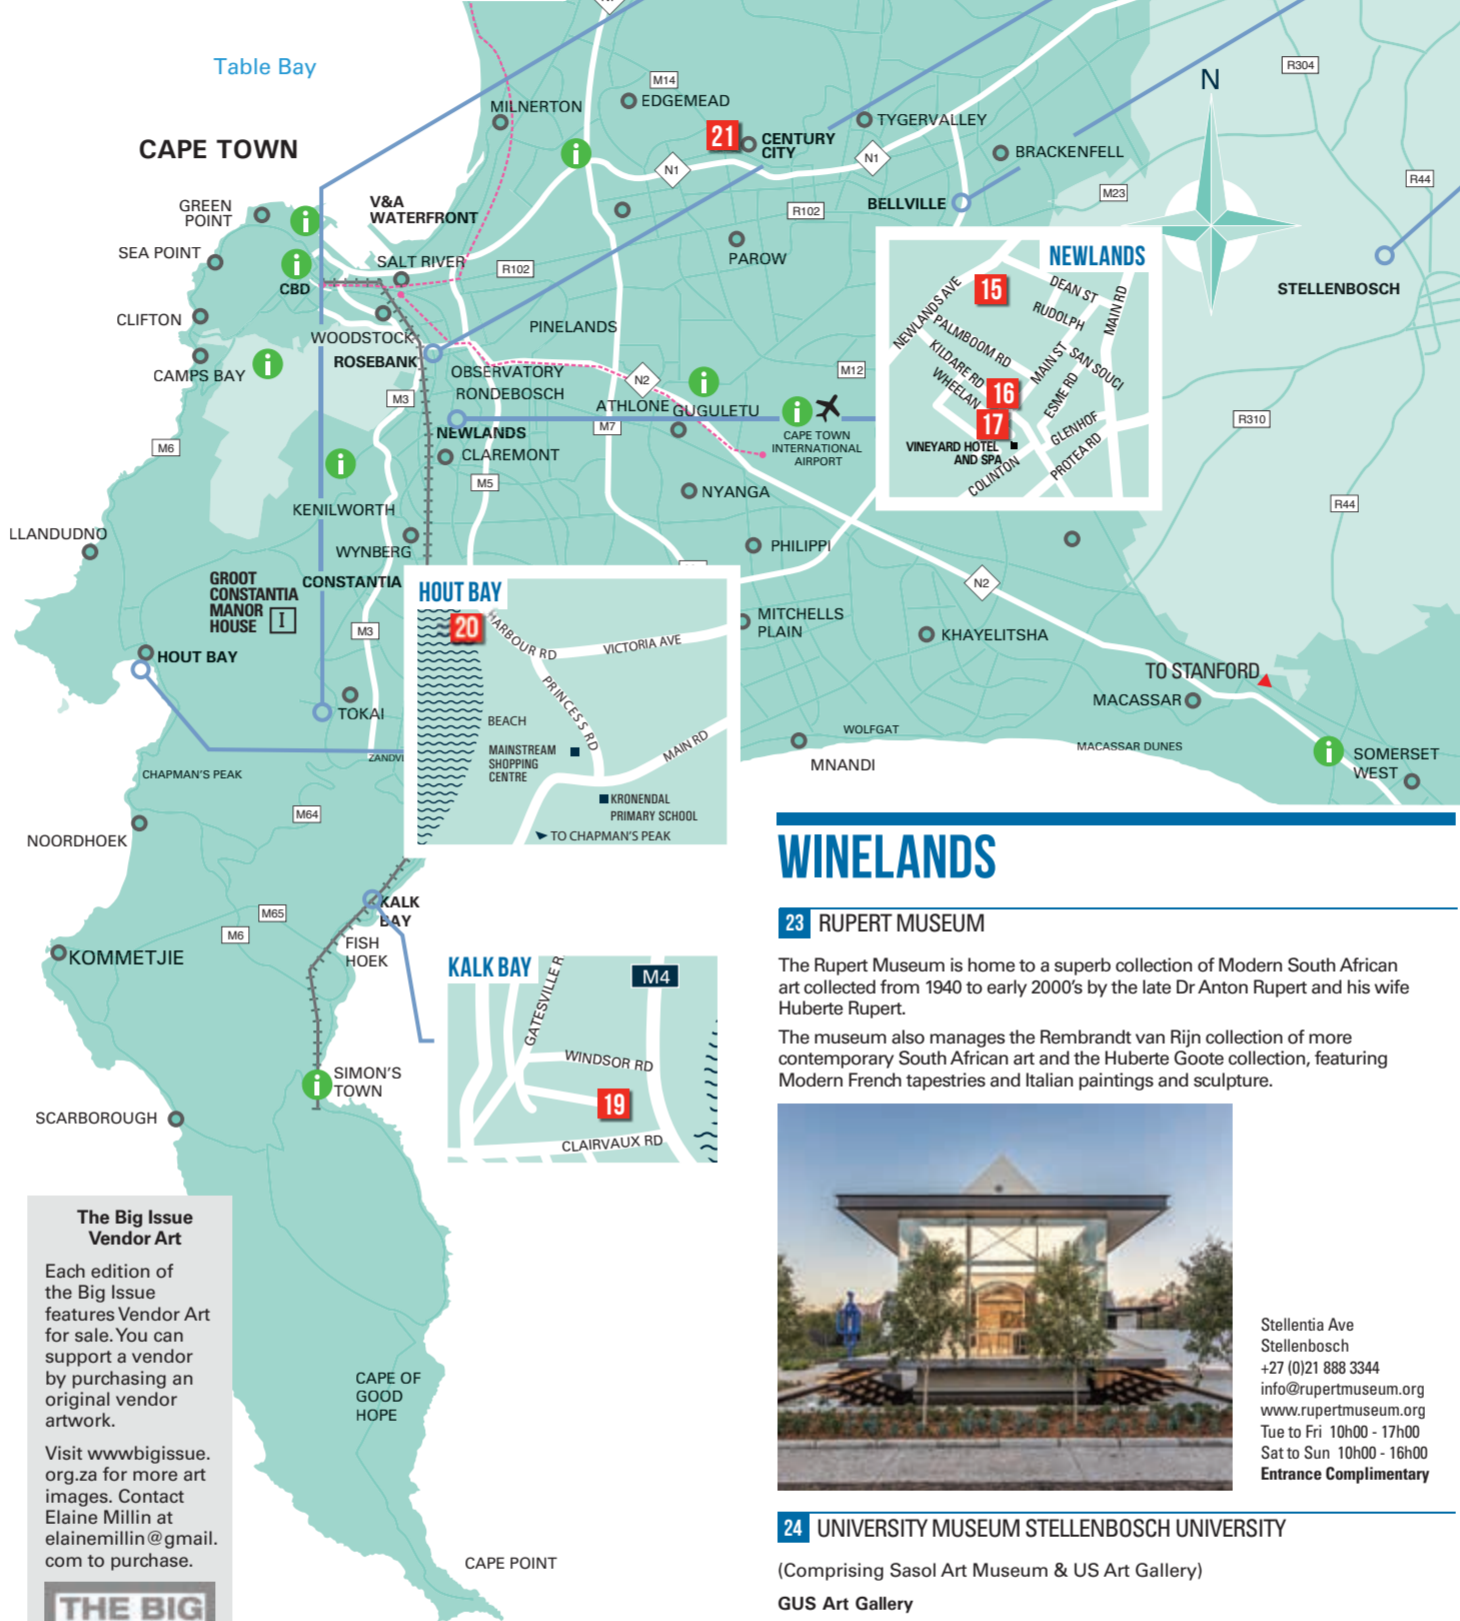 Table Bay
CAPE TOWN
M14
EDGEMEAD
MILNERTON
21
CENTURY
CITY
TYGERVALLEY
N1
N1
BRACKENFELL
R304
N
R44
M23
GREEN
POINT
V&A
WATERFRONT
BELLVILLE
R102
SEA POINT
SALT RIVER
R102
PAROW
CBD
STELLENBOSCH
CLIFTON
WOODSTOCK
PINELANDS
ROSEBANK
CAMPS BAY
OBSERVATORY
RONDEBOSCH
N2
M12
M3
ATHLONE
GUGULETU
M7
CAPE TOWN
INTERNATIONAL
AIRPORT
NEWLANDS
CLAREMONT
M6
M5
NYANGA
R310
R44
KENILWORTH
LLANDUDNO
WYNBERG
PHILIPPI
N2
GROOT
CONSTANTIA
MANOR
HOUSE
CONSTANTIA
M3
MITCHELLS
PLAIN
KHAYELITSHA
HOUT BAY
TO STANFORD
MACASSAR
TOKAI
WOLFGAT
MACASSAR DUNES
MNANDI
SOMERSET
WEST
ZANDVL
CHAPMAN'S PEAK
M64
NOORDHOEK
KALK
BAY
M65
M6
FISH
HOEK
KOMMETJIE
SIMON'S
TOWN
SCARBOROUGH
CAPE OF
GOOD
HOPE
CAPE POINT
NEWLANDS
15
NEWLANDS AVE
DEAN ST
RUDOLPH
MAIN RD
PALMBOOM RD
KILDARE RD
WHEELAN
MAIN ST
SAN SOUCI
ESME RD
16
17
GLENHOF
PROTEARD
VINEYARD HOTEL
AND SPA
COLINTON
HOUT BAY
20
HARBOUR RD
VICTORIA AVE
PRINCESS RD
BEACH
MAINSTREAM
SHOPPING
CENTRE
MAIN RD
KRONENDAL
PRIMARY SCHOOL
TO CHAPMAN'S PEAK
KALK BAY
M4
GATESVILLE R
WINDSOR RD
19
CLAIRVAUX RD
The Big Issue
Vendor Art
Each edition of
the Big Issue
features Vendor Art
for sale. You can
support a vendor
by purchasing an
original vendor
artwork.
Visit wwwbigissue.
org.za for more art
images. Contact
Elaine Millin at
elainemillin@gmail.
com to purchase.
THE BIG
WINELANDS
23 RUPERT MUSEUM
The Rupert Museum is home to a superb collection of Modern South African
art collected from 1940 to early 2000's by the late Dr Anton Rupert and his wife
Huberte Rupert.
The museum also manages the Rembrandt van Rijn collection of more
contemporary South African art and the Huberte Goote collection, featuring
Modern French tapestries and Italian paintings and sculpture.
Stellentia Ave
Stellenbosch
+27 (0)21 888 3344
info@rupertmuseum.org
www.rupertmuseum.org
Tue to Fri 10h00 - 17h00
Sat to Sun 10h00 - 16h00
Entrance Complimentary
24 UNIVERSITY MUSEUM STELLENBOSCH UNIVERSITY
(Comprising Sasol Art Museum & US Art Gallery)
GUS Art Gallery